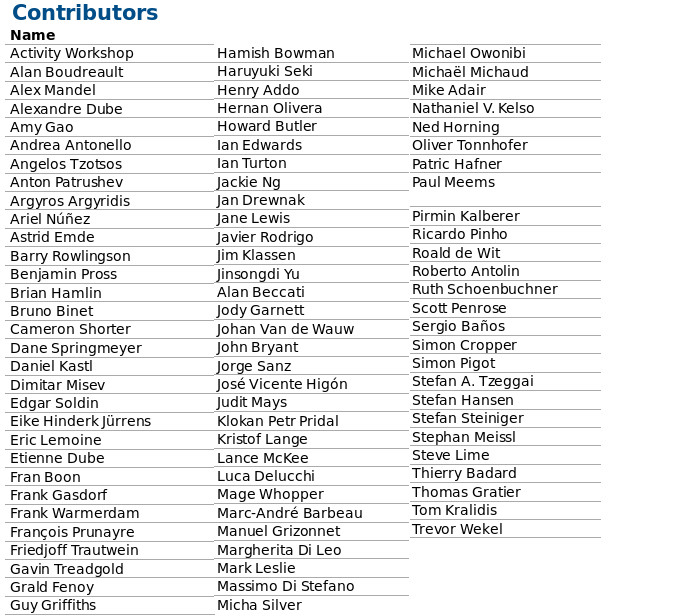 Contributors
Name
Activity Workshop
Alan Boudreault
Alex Mandel
Alexandre Dube
Amy Gao
Andrea Antonello
Angelos Tzotsos
Anton Patrushev
Argyros Argyridis
Ariel Núñez
Astrid Emde
Barry Rowlingson
Benjamin Pross
Brian Hamlin
Bruno Binet
Cameron Shorter
Dane Springmeyer
Daniel Kastl
Dimitar Misev
Edgar Soldin
Eike Hinderk Jürrens
Eric Lemoine
Etienne Dube
Fran Boon
Frank Gasdorf
Frank Warmerdam
François Prunayre
Friedjoff Trautwein
Gavin Treadgold
Grald Fenoy
Guy Griffiths
Hamish Bowman
Haruyuki Seki
Henry Addo
Hernan Olivera
Howard Butler
Ian Edwards
Ian Turton
Jackie Ng
Jan Drewnak
Jane Lewis
Javier Rodrigo
Jim Klassen
Jinsongdi Yu
Alan Beccati
Jody Garnett
Johan Van de Wauw
John Bryant
Jorge Sanz
José Vicente Higón
Judit Mays
Klokan Petr Pridal
Kristof Lange
Lance McKee
Luca Delucchi
Mage Whopper
Marc-André Barbeau
Manuel Grizonnet
Margherita Di Leo
Mark Leslie
Massimo Di Stefano
Micha Silver
Michael Owonibi
Michaël Michaud
Mike Adair
Nathaniel V. Kelso
Ned Horning
Oliver Tonnhofer
Patric Hafner
Paul Meems
Pirmin Kalberer
Ricardo Pinho
Roald de Wit
Roberto Antolin
Ruth Schoenbuchner
Scott Penrose
Sergio Baños
Simon Cropper
Simon Pigot
Stefan A. Tzeggai
Stefan Hansen
Stefan Steiniger
Stephan Meissl
Steve Lime
Thierry Badard
Thomas Gratier
Tom Kralidis
Trevor Wekel